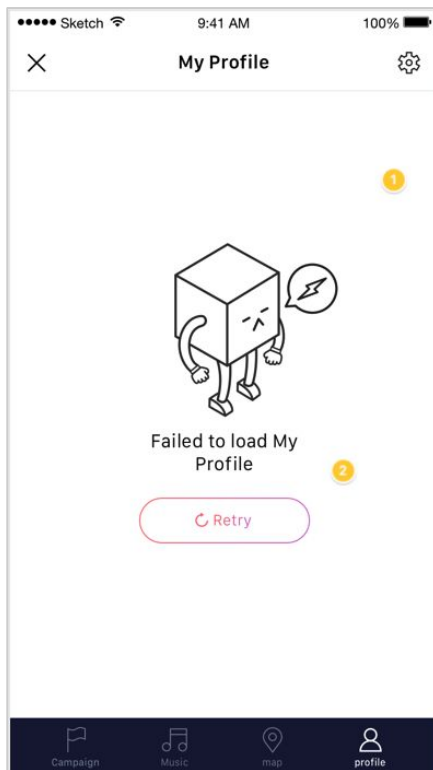 Sketch 9:41 AM 100%
My Profile
1
Failed to load My
Profile
2
Retry
Campaign Music map profile